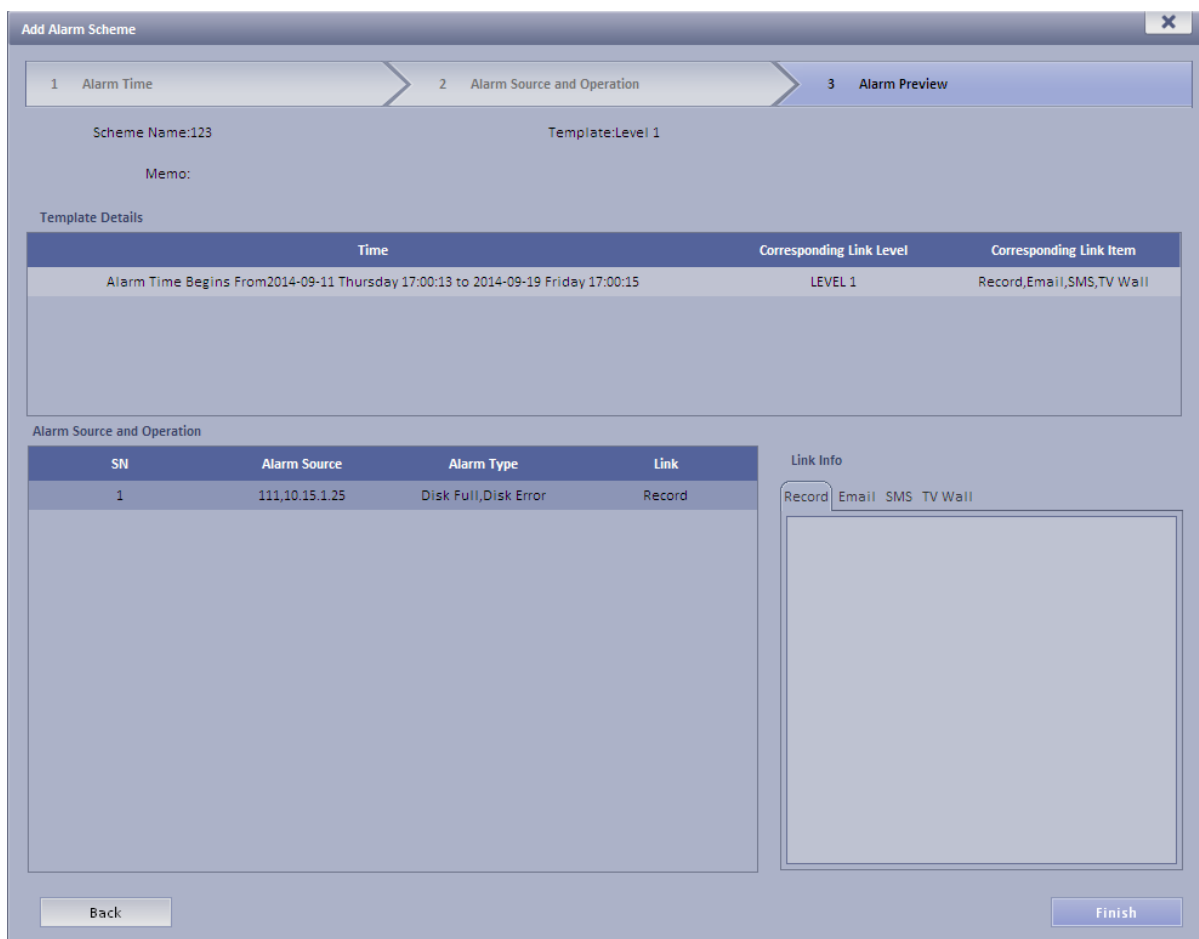 Add Alarm Scheme
1 Alarm Time 2 Alarm Source and Operation 3 Alarm Preview
Scheme Name:123 Template:Level 1
Memo:
Template Details
Time Corresponding Link Level Corresponding Link Item
Alarm Time Begins From2014-09-11 Thursday 17:00:13 to 2014-09-19 Friday 17:00:15 LEVEL 1 Record,Email,SMS,TV Wall
Alarm Source and Operation
SN Alarm Source Alarm Type Link
1 111,10.15.1.25 Disk Full,Disk Error Record
Link Info
Record Email SMS TV Wall
Back Finish